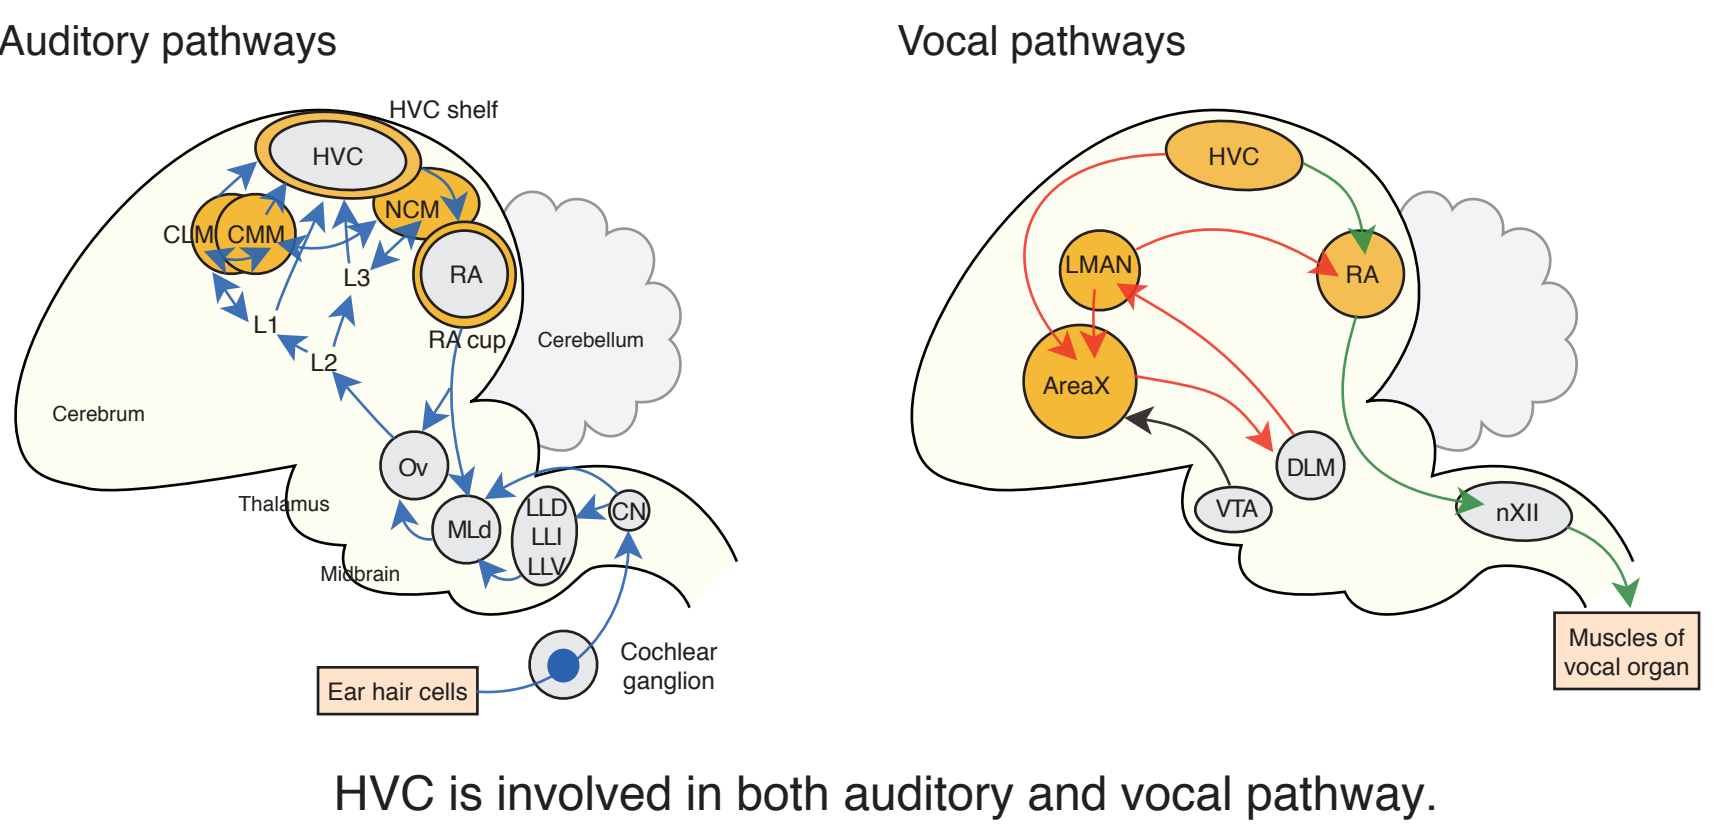 Auditory pathways
HVC shelf
HVC
NCM
CLM
CMM
L3
RA
L1
RA cup
Cerebellum
L2
Cerebrum
Ov
Thalamus
MLd
LLD
LLI
LLV
CN
Midbrain
Cochlear
ganglion
Ear hair cells
Vocal pathways
HVC
LMAN
RA
AreaX
DLM
VTA
nXII
Muscles of
vocal organ
HVC is involved in both auditory and vocal pathway.